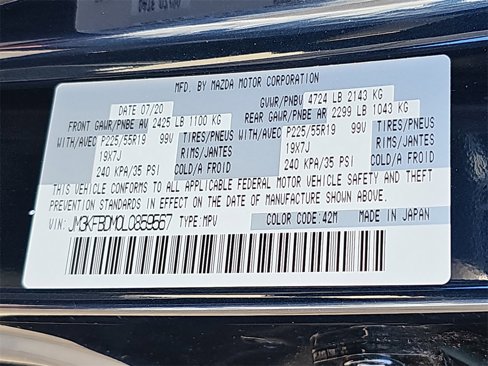 MFD. BY MAZDA MOTOR CORPORATION
DATE 07/20 GVWR/PNBV 4724 LB 2143 KG
FRONT GAWR/PNBE AV 2425 LB 1100 KG REAR GAWR/PNBE AR 2299 LB 1043 KG
WITH/AVEC P225/55R19 99V TIRES/PNEUS WITH/AVEC P225/55R19 99V TIRES/PNEUS
19X7J RIMS/JANTES 19X7J RIMS/JANTES
240 KPA/35 PSI COLD/A FROID 240 KPA/35 PSI COLD/A FROID
THIS VEHICLE CONFORMS TO ALL APPLICABLE FEDERAL MOTOR VEHICLE SAFETY AND THEFT
PREVENTION STANDARDS IN EFFECT ON THE DATE OF MANUFACTURE SHOWN ABOVE.
VIN: JM3KFBDM0L0859567 TYPE: MPV COLOR CODE: 42M MADE IN JAPAN